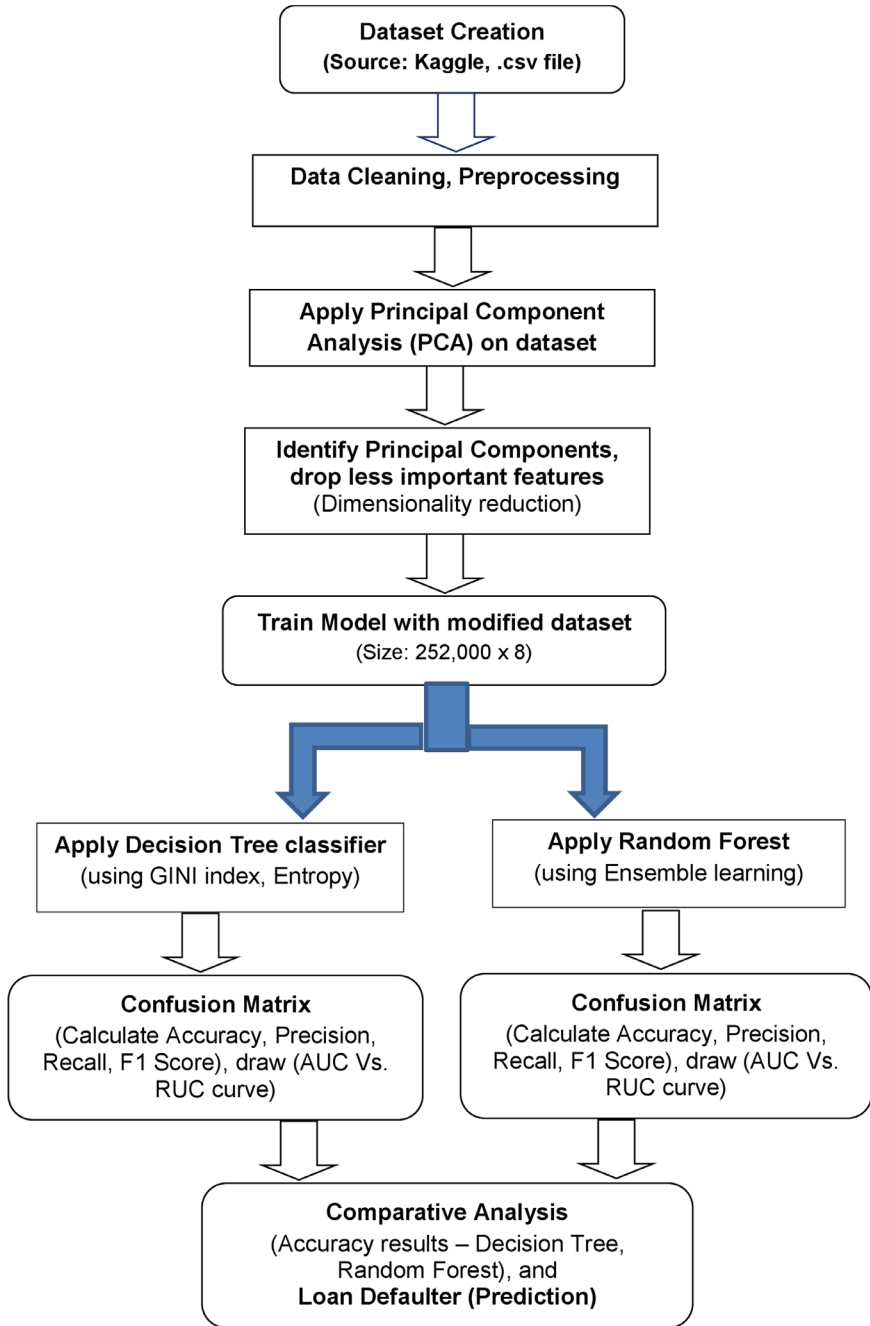 Dataset Creation
(Source: Kaggle, .csv file)
Data Cleaning, Preprocessing
Apply Principal Component
Analysis (PCA) on dataset
Identify Principal Components,
drop less important features
(Dimensionality reduction)
Train Model with modified dataset
(Size: 252,000 x 8)
Apply Decision Tree classifier
(using GINI index, Entropy)
Apply Random Forest
(using Ensemble learning)
Confusion Matrix
(Calculate Accuracy, Precision,
Recall, F1 Score), draw (AUC Vs.
RUC curve)
Confusion Matrix
(Calculate Accuracy, Precision,
Recall, F1 Score), draw (AUC Vs.
RUC curve)
Comparative Analysis
(Accuracy results – Decision Tree,
Random Forest), and
Loan Defaulter (Prediction)